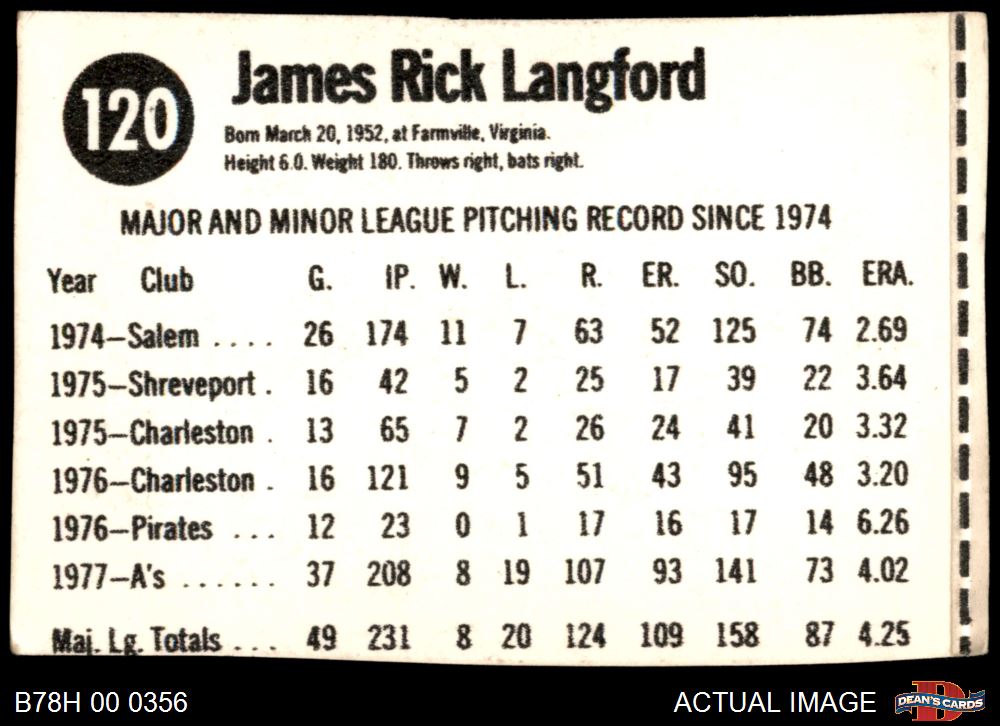 120
James Rick Langford
Born March 20, 1952, at Farmville, Virginia.
Height 6.0. Weight 180. Throws right, bats right.
MAJOR AND MINOR LEAGUE PITCHING RECORD SINCE 1974
Year Club G. IP. W. L. R. ER. SO. BB. ERA.
1974—Salem .... 26 174 11 7 63 52 125 74 2.69
1975—Shreveport . 16 42 5 2 25 17 39 22 3.64
1975—Charleston . 13 65 7 2 26 24 41 20 3.32
1976—Charleston . 16 121 9 5 51 43 95 48 3.20
1976—Pirates ... 12 23 0 1 17 16 17 14 6.26
1977—A's ...... 37 208 8 19 107 93 141 73 4.02
Maj. Lg. Totals ... 49 231 8 20 124 109 158 87 4.25
B78H 00 0356
ACTUAL IMAGE
D
DEAN'S CARDS